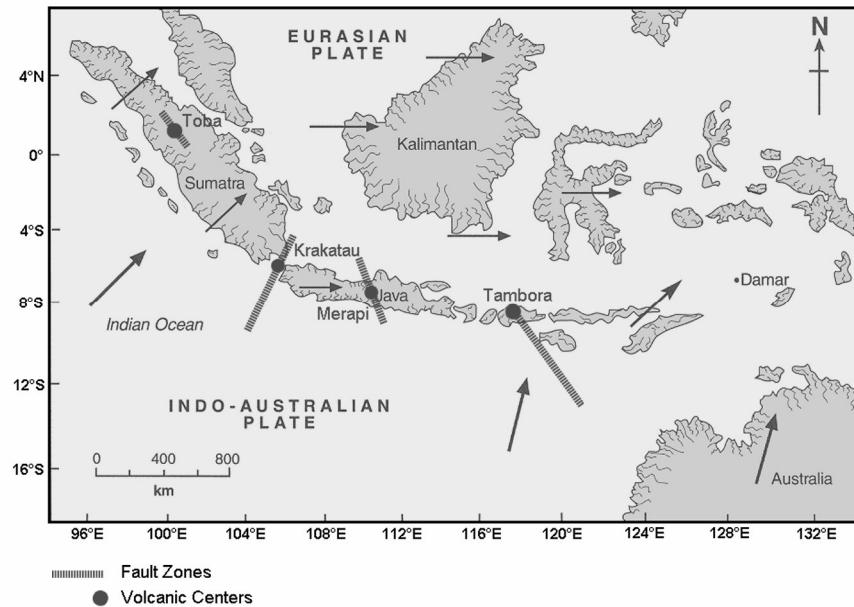 EURASIAN
PLATE
N
4°N
Toba
Kalimantan
0°
Sumatra
4°S
Krakatau
Tambora
Damar
8°S
Java
Merapi
Indian Ocean
12°S
INDO-AUSTRALIAN
PLATE
16°S
0 400 800
km
Australia
96°E 100°E 104°E 108°E 112°E 116°E 120°E 124°E 128°E 132°E
Fault Zones
Volcanic Centers